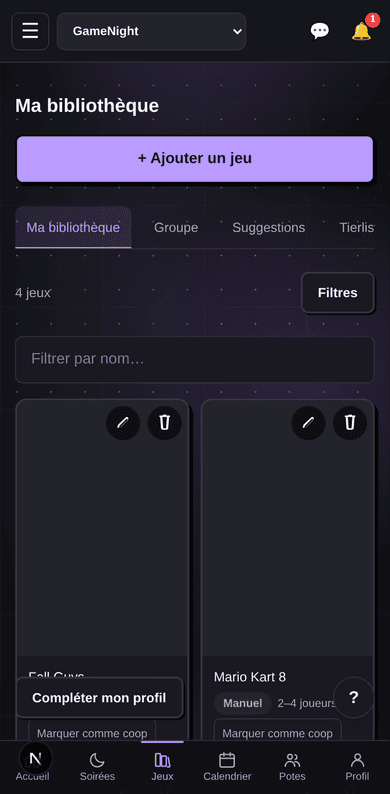 GameNight
1
Ma bibliothèque
+ Ajouter un jeu
Ma bibliothèque Groupe Suggestions Tierlis
4 jeux Filtres
Filtrer par nom…
Fall Guys Mario Kart 8
Compléter mon profil Manuel 2–4 joueurs ?
Marquer comme coop Marquer comme coop
N
Accueil Soirées Jeux Calendrier Potes Profil